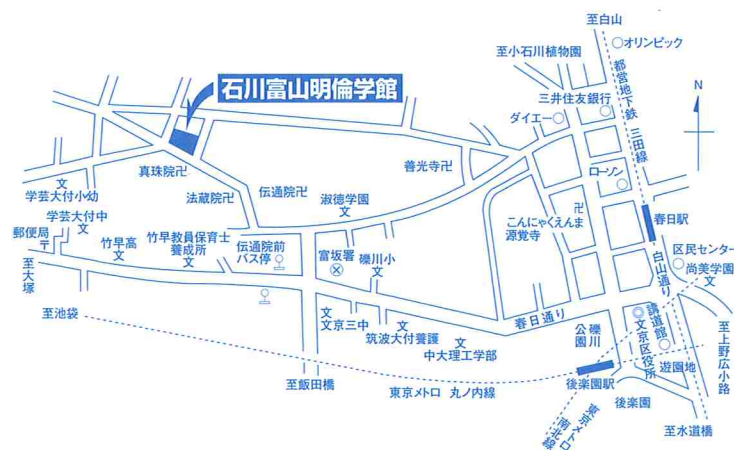 至白山
オリンピック
至小石川植物園
都営地下鉄 三田線
三井住友銀行
ダイエー
N
石川富山明倫学館
真珠院卍
善光寺卍
ローソン
学芸大付小幼
文
法蔵院卍
伝通院卍
淑徳学園
文
卍
こんにゃくえんま
源覚寺
春日駅
学芸大付中
文
郵便局
〒
竹早高
文
竹早教員保育士
養成所
文
伝通院前
バス停
富坂署
礫川小
文
白山通り
区民センター
尚美学園
文
至大塚
至池袋
文
文京三中
文
筑波大付養護
文
中大理工学部
春日通り
礫川
公園
文京区役所
講道館
遊園地
至上野広小路
至飯田橋
東京メトロ 丸ノ内線
後楽園駅
後楽園
東京メトロ
南北線
至水道橋